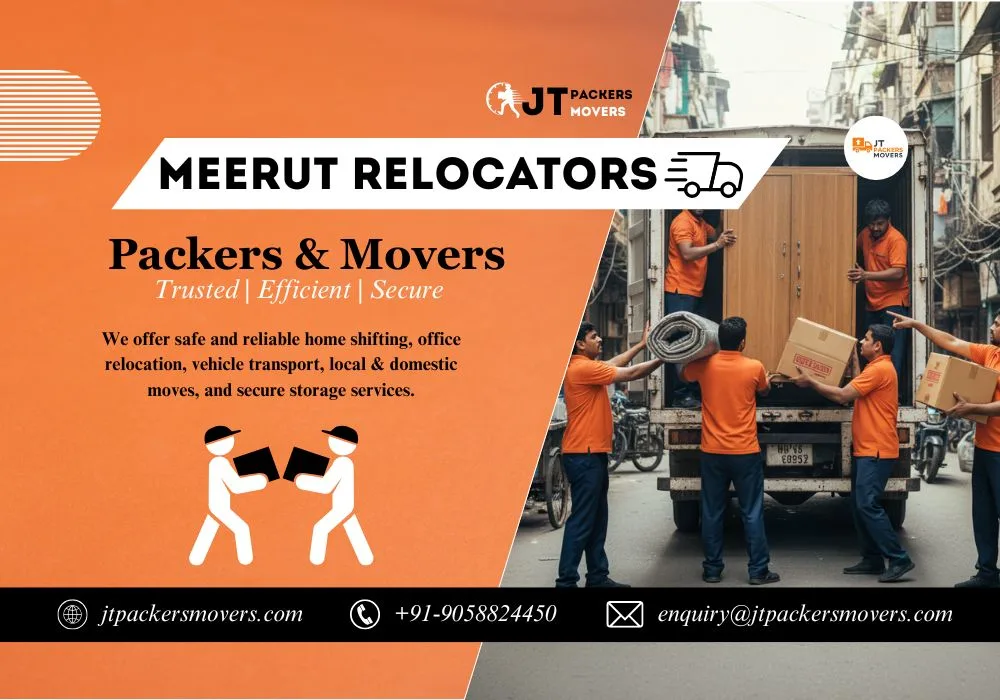 JT PACKERS
MOVERS
MEERUT RELOCATORS
JT
PACKERS
MOVERS
Packers & Movers
Trusted | Efficient | Secure
We offer safe and reliable home shifting, office
relocation, vehicle transport, local & domestic
moves, and secure storage services.
jtpackersmovers.com
+91-9058824450
enquiry@jtpackersmovers.com